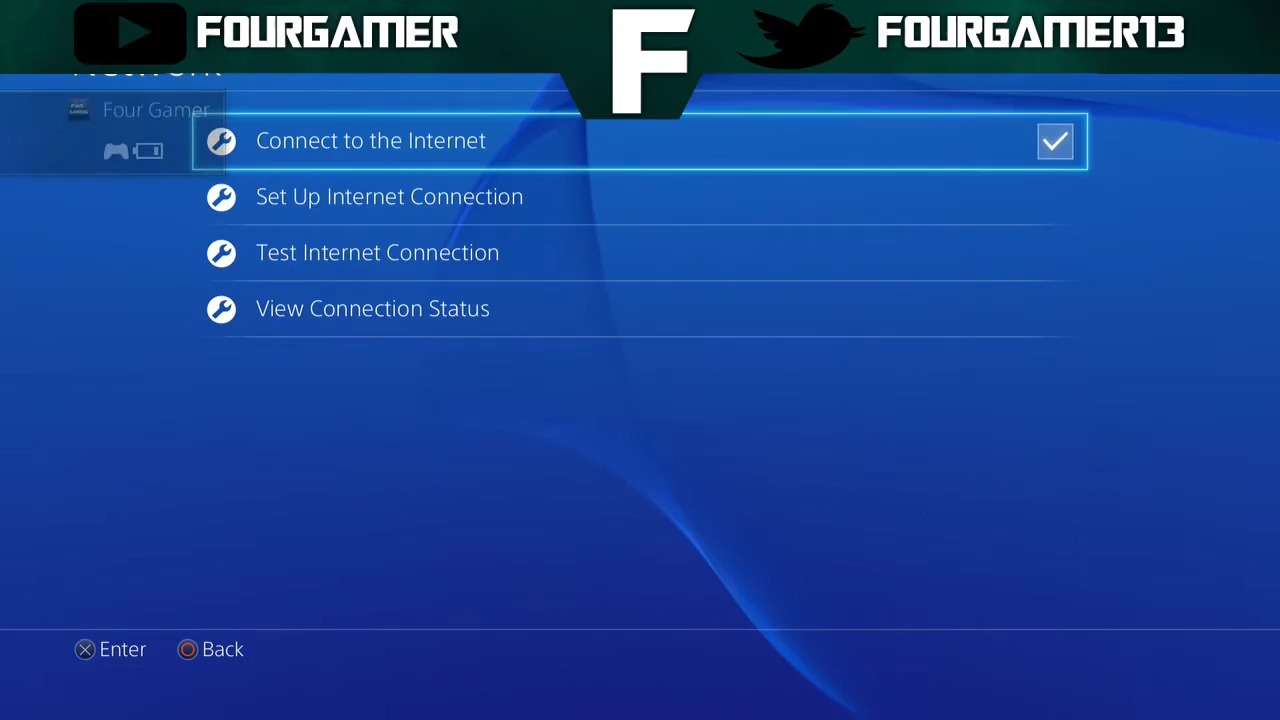 FOURGAMER
F
FOURGAMER13
Network
Four Gamer
Connect to the Internet
Set Up Internet Connection
Test Internet Connection
View Connection Status
Enter
Back